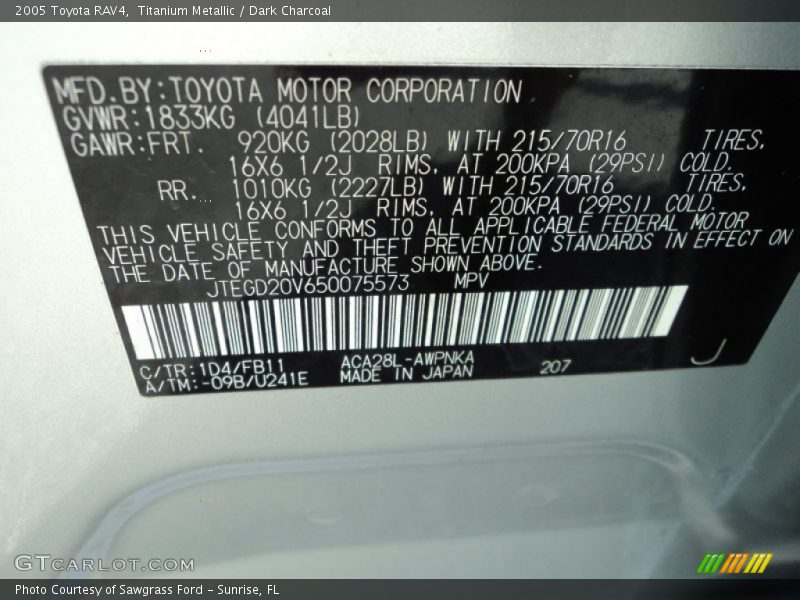 2005 Toyota RAV4, Titanium Metallic / Dark Charcoal
MFD.BY:TOYOTA MOTOR CORPORATION
GVWR:1833KG (4041LB)
GAWR:FRT. 920KG (2028LB) WITH 215/70R16 TIRES,
16X6 1/2J RIMS, AT 200KPA (29PSI) COLD.
RR. 1010KG (2227LB) WITH 215/70R16 TIRES,
16X6 1/2J RIMS, AT 200KPA (29PSI) COLD.
THIS VEHICLE CONFORMS TO ALL APPLICABLE FEDERAL MOTOR
VEHICLE SAFETY AND THEFT PREVENTION STANDARDS IN EFFECT ON
THE DATE OF MANUFACTURE SHOWN ABOVE.
JTEGD20V650075573 MPV
C/TR:1D4/FB11 ACA28L-AWPNKA 207 J
A/TM:-09B/U241E MADE IN JAPAN
GTCARLOT.COM
Photo Courtesy of Sawgrass Ford - Sunrise, FL